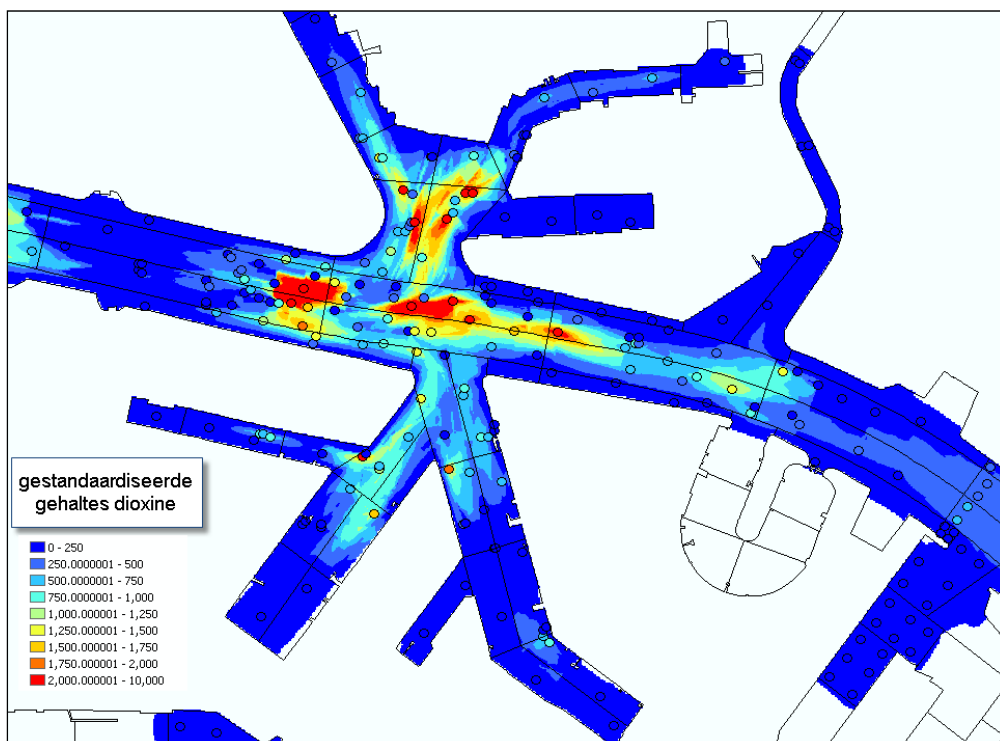 gestandaardiseerde
gehaltes dioxine
0 - 250
250.0000001 - 500
500.0000001 - 750
750.0000001 - 1,000
1,000.000001 - 1,250
1,250.000001 - 1,500
1,500.000001 - 1,750
1,750.000001 - 2,000
2,000.000001 - 10,000